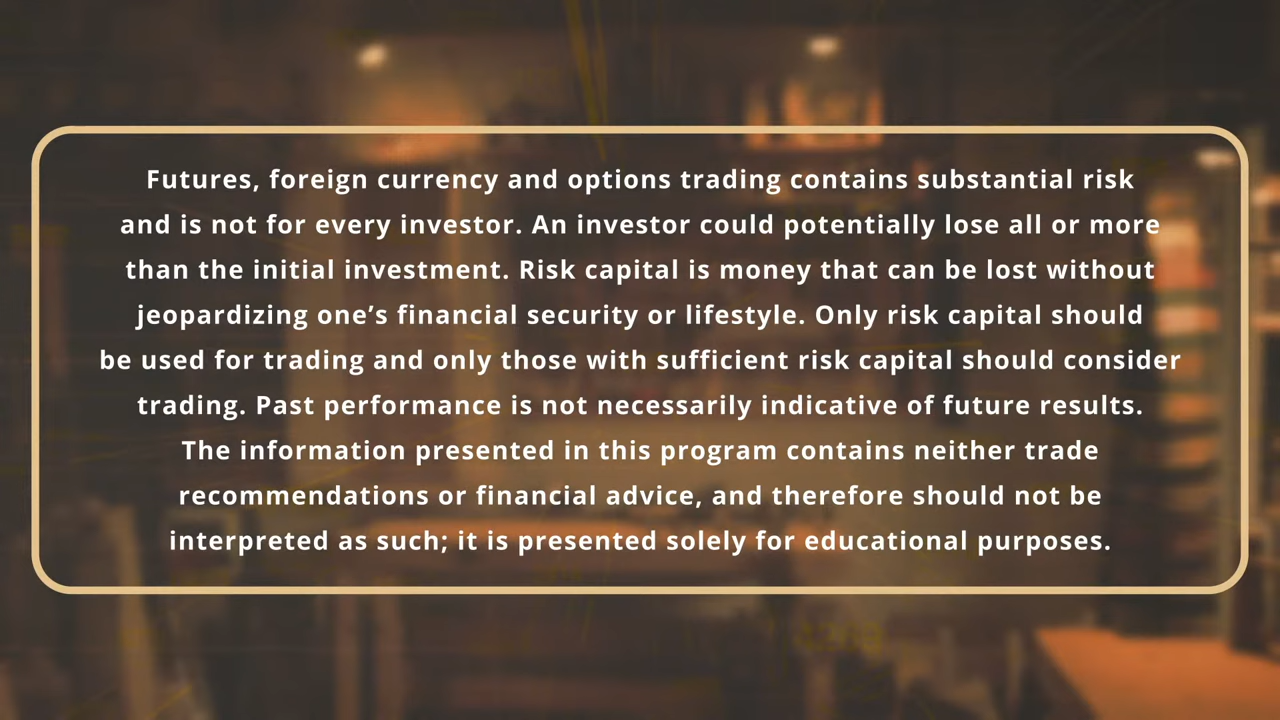 Futures, foreign currency and options trading contains substantial risk
and is not for every investor. An investor could potentially lose all or more
than the initial investment. Risk capital is money that can be lost without
jeopardizing one’s financial security or lifestyle. Only risk capital should
be used for trading and only those with sufficient risk capital should consider
trading. Past performance is not necessarily indicative of future results.
The information presented in this program contains neither trade
recommendations or financial advice, and therefore should not be
interpreted as such; it is presented solely for educational purposes.